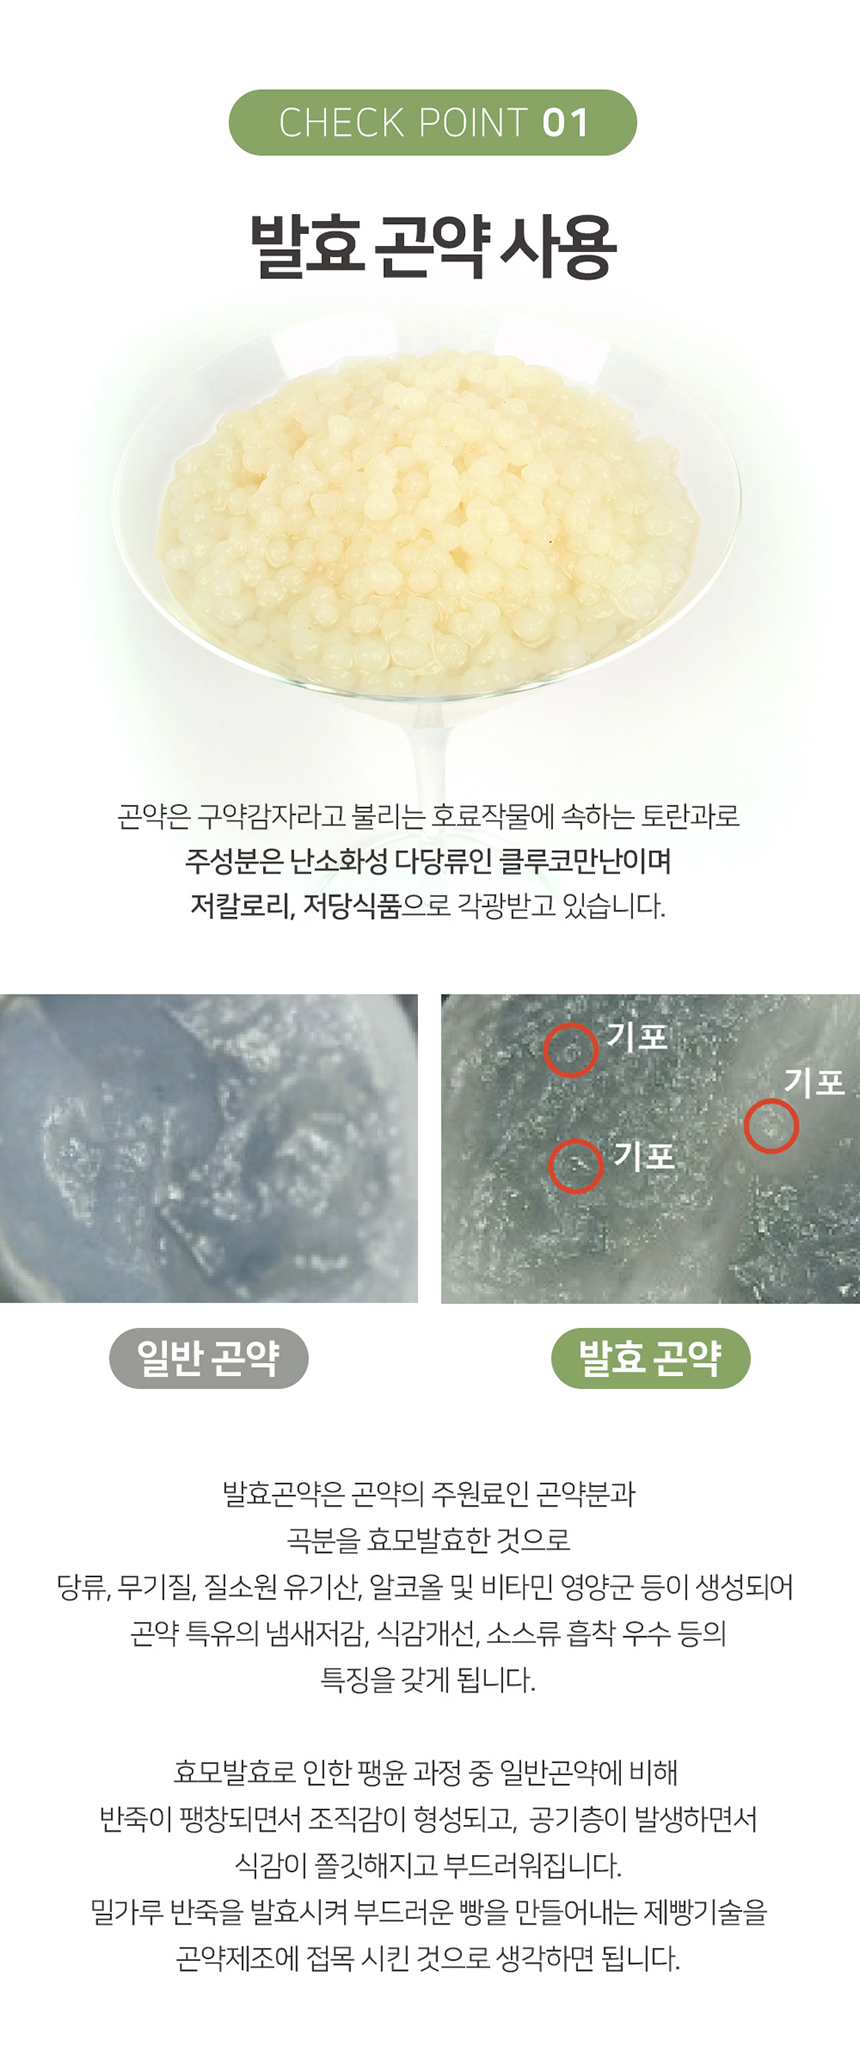 CHECK POINT 01
발효 곤약 사용
곤약은 구약감자라고 불리는 호료작물에 속하는 토란과로
주성분은 난소화성 다당류인 클루코만난이며
저칼로리, 저당식품으로 각광받고 있습니다.
기포
기포
기포
일반 곤약
발효 곤약
발효곤약은 곤약의 주원료인 곤약분과
곡분을 효모발효한 것으로
당류, 무기질, 질소원 유기산, 알코올 및 비타민 영양군 등이 생성되어
곤약 특유의 냄새저감, 식감개선, 소스류 흡착 우수 등의
특징을 갖게 됩니다.
효모발효로 인한 팽윤 과정 중 일반곤약에 비해
반죽이 팽창되면서 조직감이 형성되고, 공기층이 발생하면서
식감이 쫄깃해지고 부드러워집니다.
밀가루 반죽을 발효시켜 부드러운 빵을 만들어내는 제빵기술을
곤약제조에 접목 시킨 것으로 생각하면 됩니다.